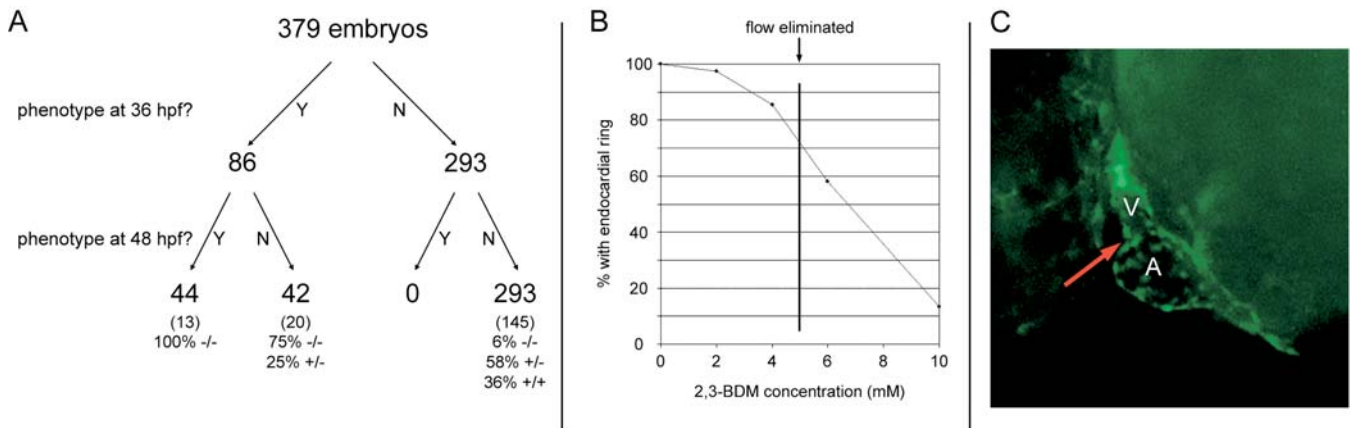 A
379 embryos
phenotype at 36 hpf?
Y
N
86
293
phenotype at 48 hpf?
Y
N
Y
N
44
42
0
293
(13)
100% -/-
(20)
75% -/-
25% +/-
(145)
6% -/-
58% +/-
36% +/+
B
flow eliminated
% with endocardial ring
100
80
60
40
20
0
0
2
4
6
8
10
2,3-BDM concentration (mM)
C
V
A